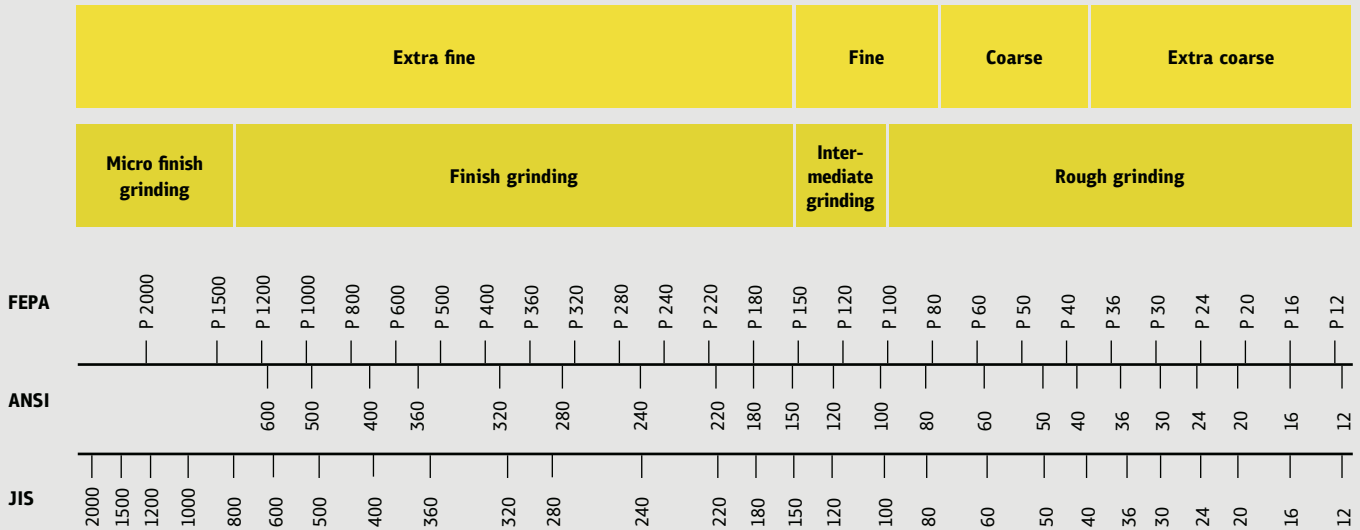 Extra fine
Fine
Coarse
Extra coarse
Micro finish
grinding
Finish grinding
Inter-
mediate
grinding
Rough grinding
FEPA
P 2000
P 1500
P 1200
P 1000
P 800
P 600
P 500
P 400
P 360
P 320
P 280
P 240
P 220
P 180
P 150
P 120
P 100
P 80
P 60
P 50
P 40
P 36
P 30
P 24
P 20
P 16
P 12
ANSI
600
500
400
360
320
280
240
220
180
150
120
100
80
60
50
40
36
30
24
20
16
12
JIS
2000
1500
1200
1000
800
600
500
400
360
320
280
240
220
180
150
120
100
80
60
50
40
36
30
24
20
16
12